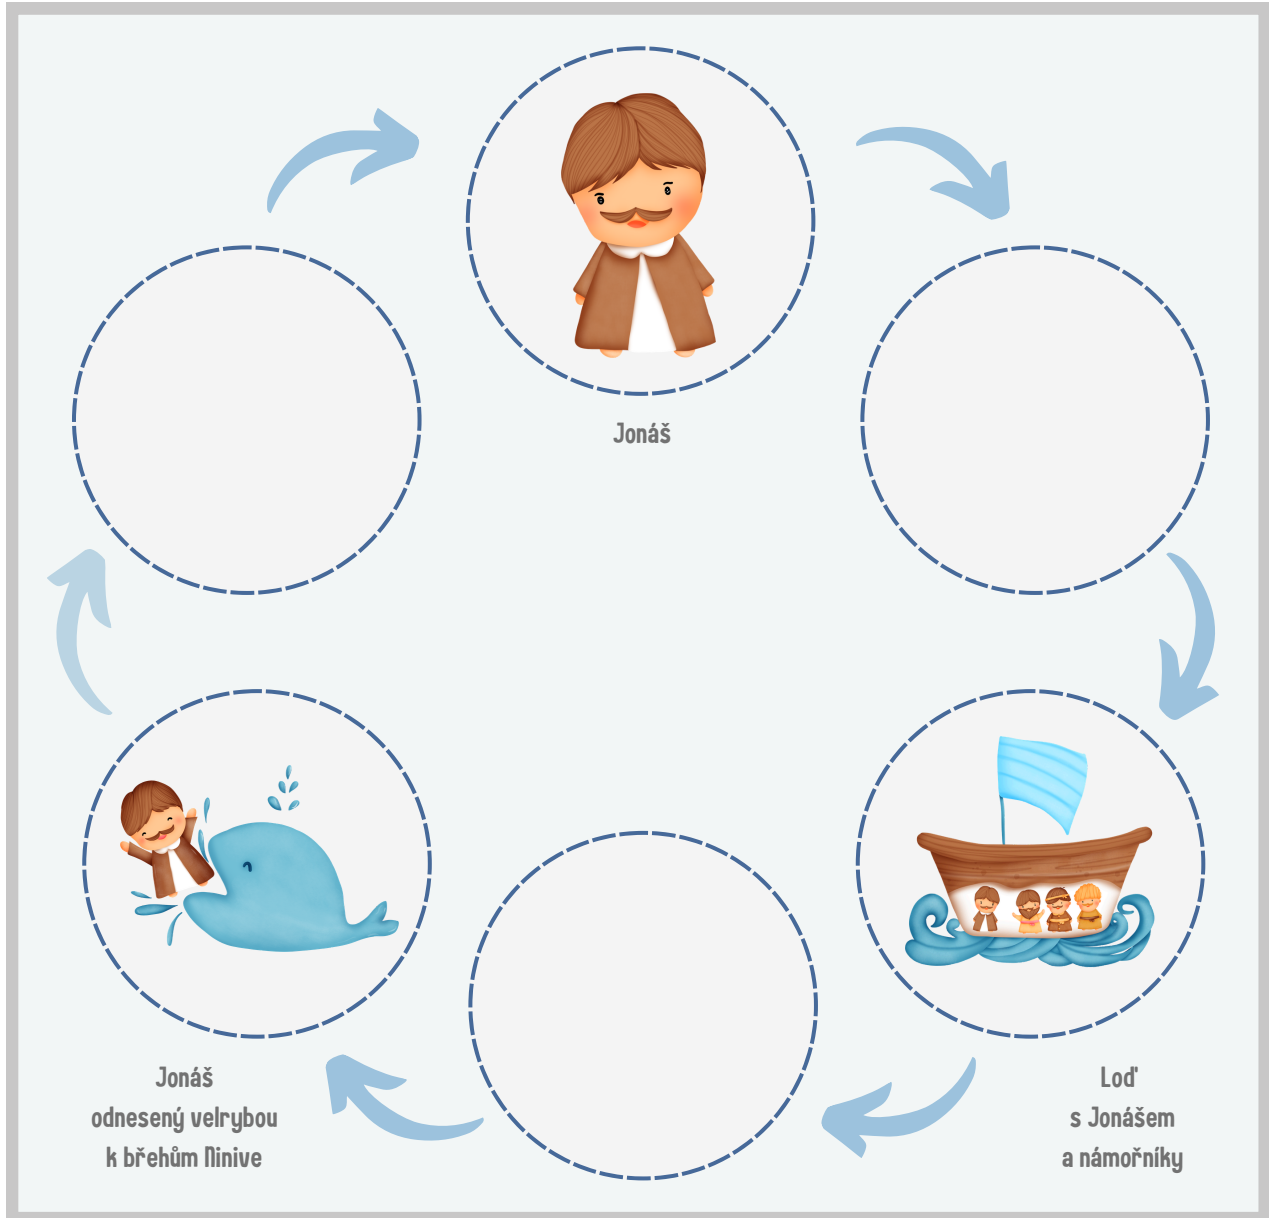 Jonáš
Jonáš
odnesený velrybou
k břehům Ninive
Loď
s Jonášem
a námořníky